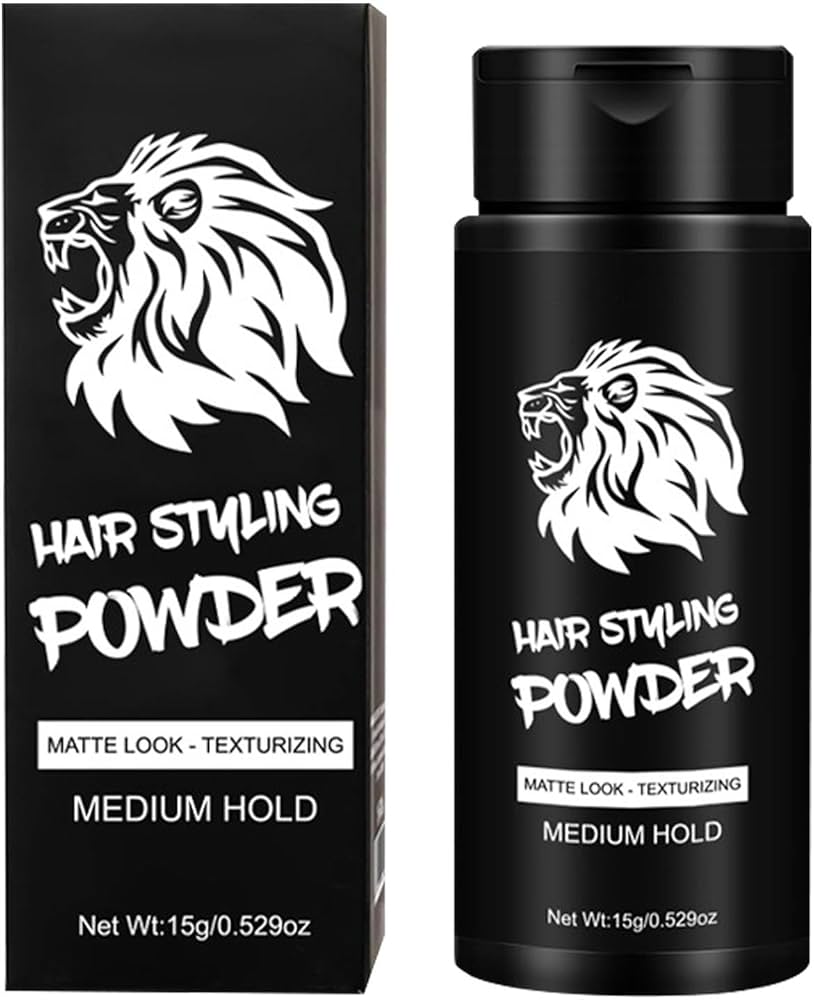 HAIR STYLING
POWDER
MATTE LOOK - TEXTURIZING
MEDIUM HOLD
Net Wt:15g/0.529oz
HAIR STYLING
POWDER
MATTE LOOK - TEXTURIZING
MEDIUM HOLD
Net Wt:15g/0.529oz